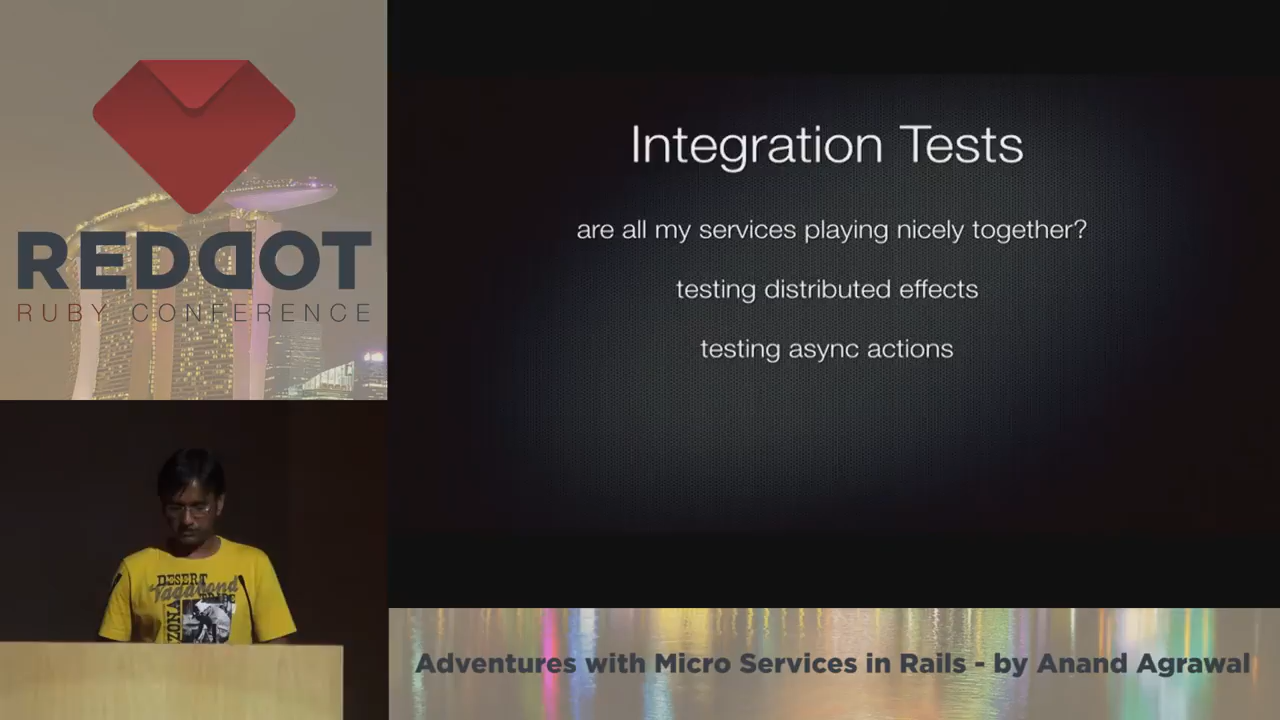 REDDOT
RUBY CONFERENCE
Integration Tests
are all my services playing nicely together?
testing distributed effects
testing async actions
DESERT
Vagabond
ZONA
Adventures with Micro Services in Rails - by Anand Agrawal